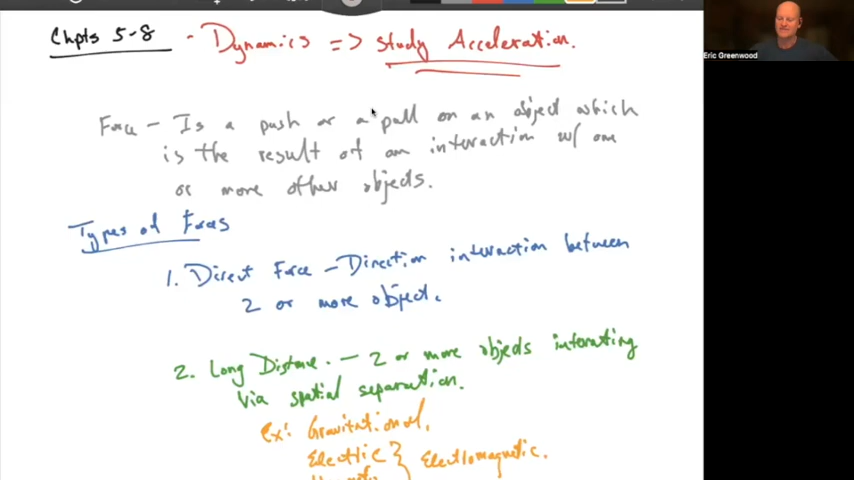 Chpts 5-8 - Dynamics => study Acceleration.
Eric Greenwood
Force - Is a push or a pull on an object which
is the result of an interaction w/ one
or more other objects.
Types of Forces
1. Direct Force - Direction interaction between
2 or more object.
2. Long Distance. - 2 or more objects interating
via spatial separation.
Ex: Gravitational.
Electric } Electromagnetic.